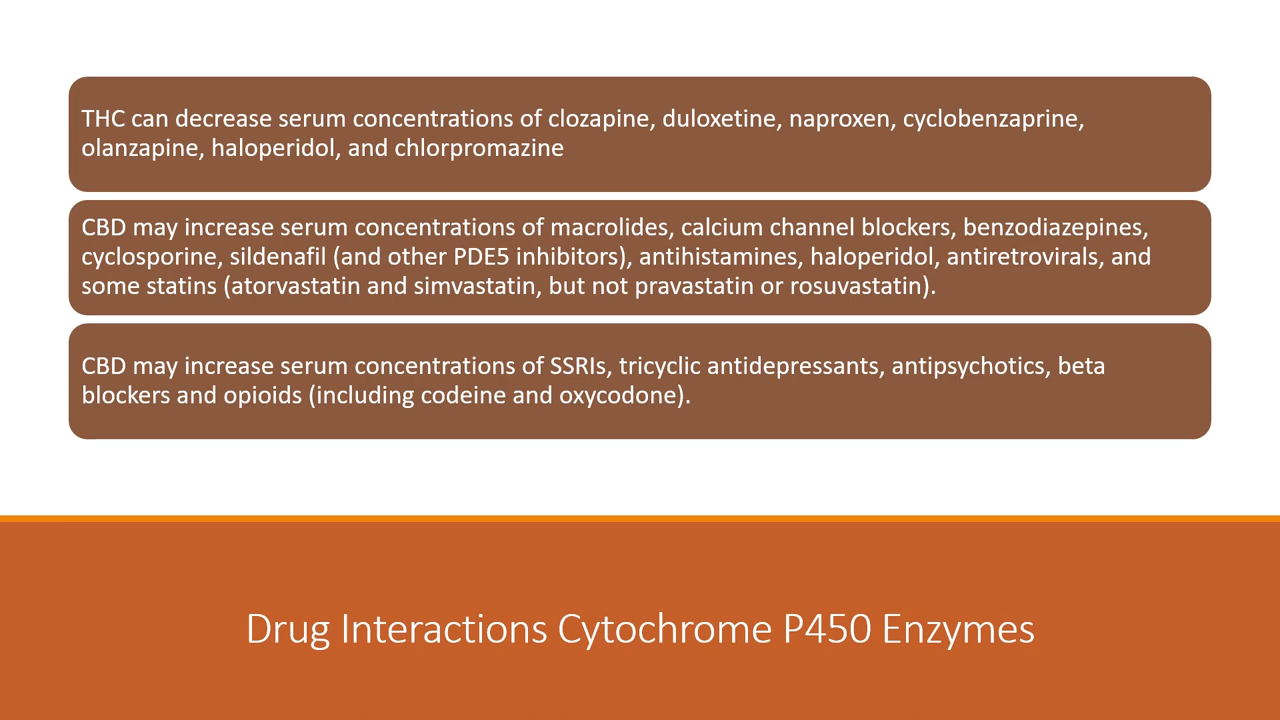 THC can decrease serum concentrations of clozapine, duloxetine, naproxen, cyclobenzaprine,
olanzapine, haloperidol, and chlorpromazine
CBD may increase serum concentrations of macrolides, calcium channel blockers, benzodiazepines,
cyclosporine, sildenafil (and other PDE5 inhibitors), antihistamines, haloperidol, antiretrovirals, and
some statins (atorvastatin and simvastatin, but not pravastatin or rosuvastatin).
CBD may increase serum concentrations of SSRIs, tricyclic antidepressants, antipsychotics, beta
blockers and opioids (including codeine and oxycodone).
Drug Interactions Cytochrome P450 Enzymes